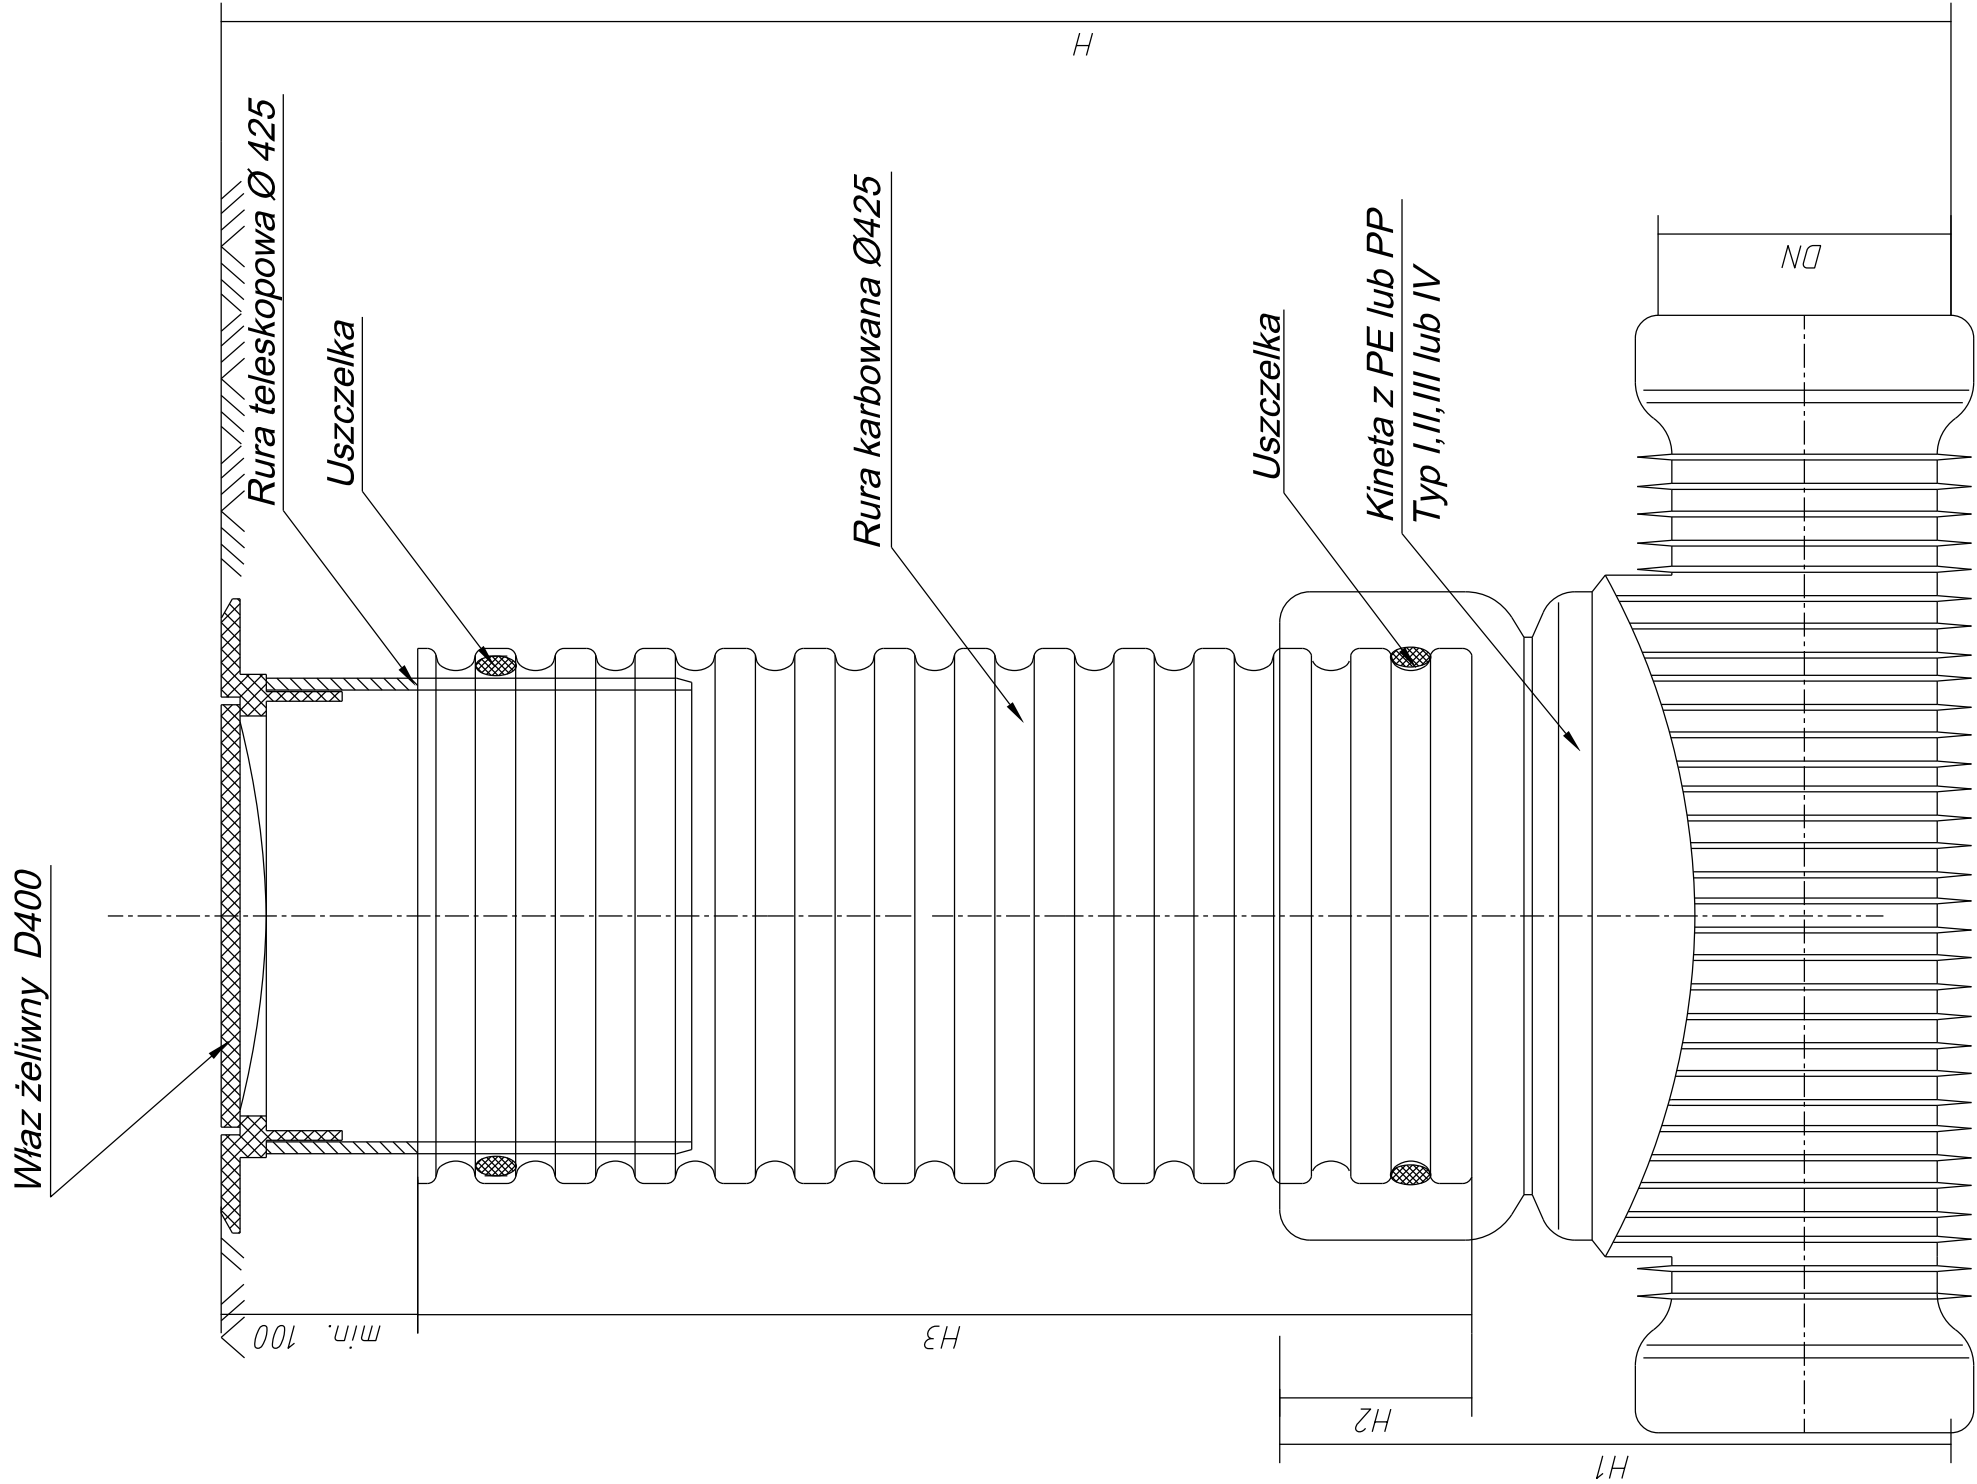 Właz żeliwny D400
Rura teleskopowa Ø 425
Uszczelka
Rura karbowana Ø425
Uszczelka
Kineta z PE lub PP
Typ I,II,III lub IV
H
DN
min. 100
H3
H2
H1